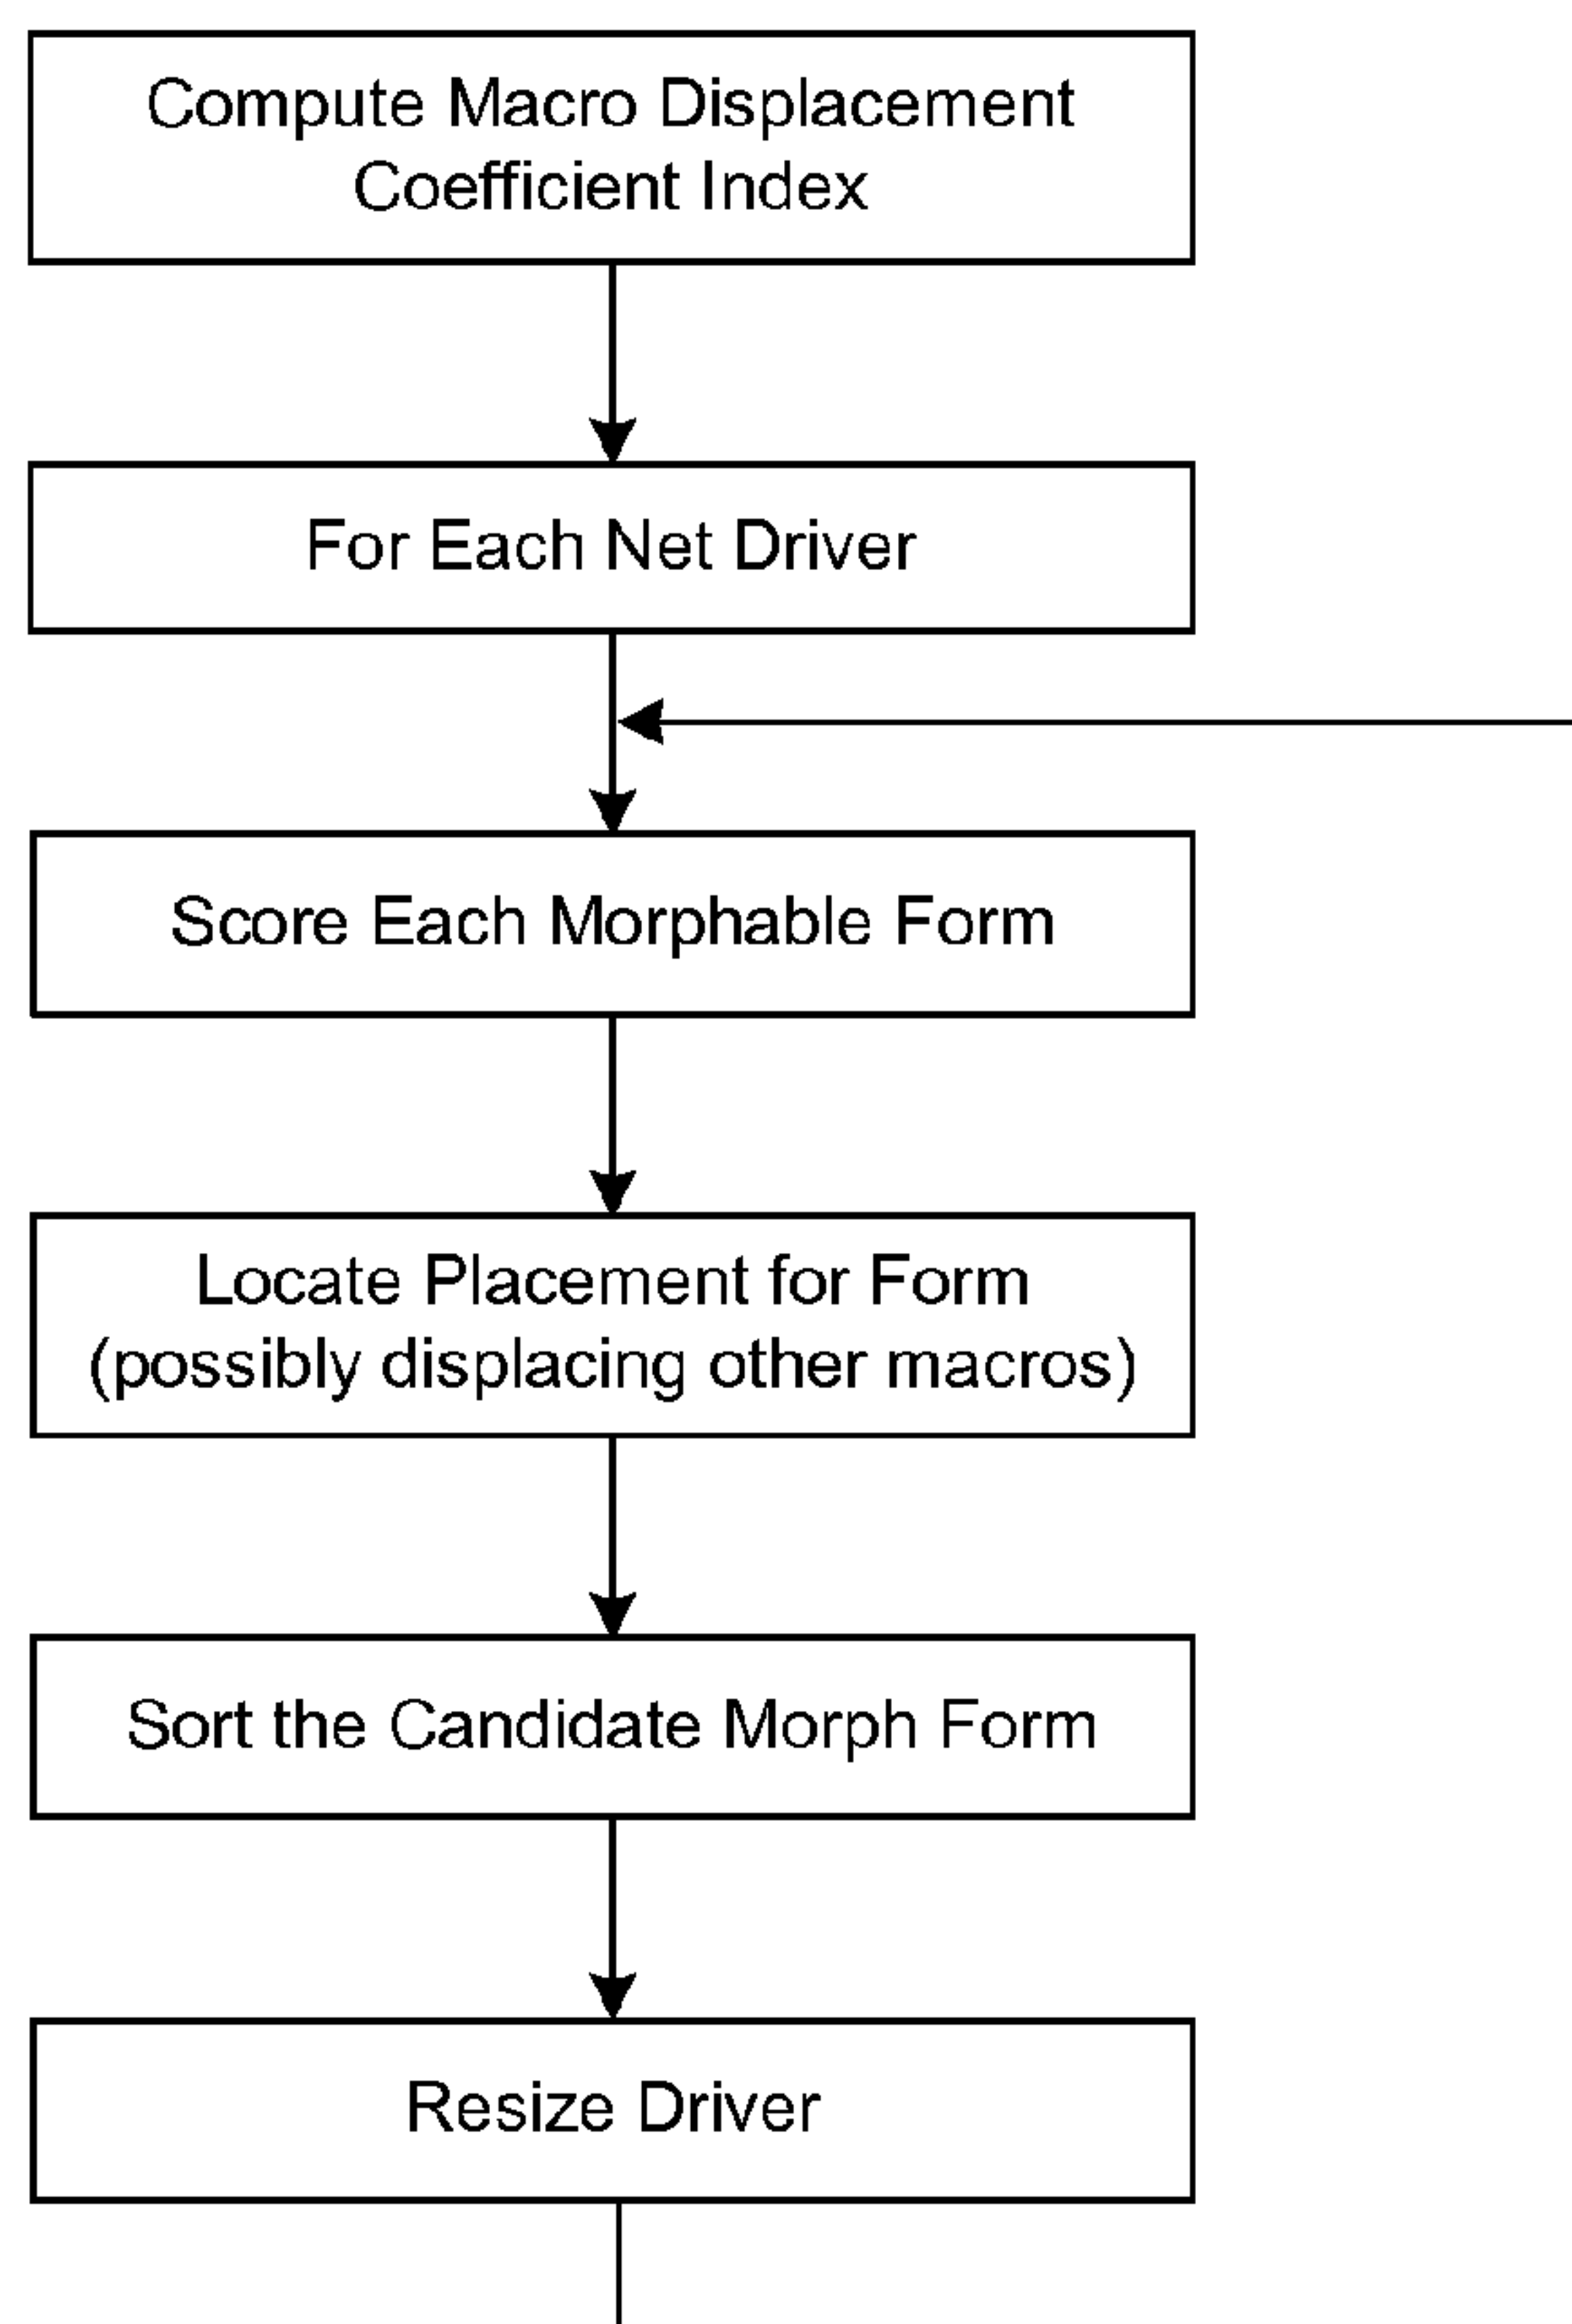 Compute Macro Displacement
Coefficient Index
For Each Net Driver
Score Each Morphable Form
Locate Placement for Form
(possibly displacing other macros)
Sort the Candidate Morph Form
Resize Driver